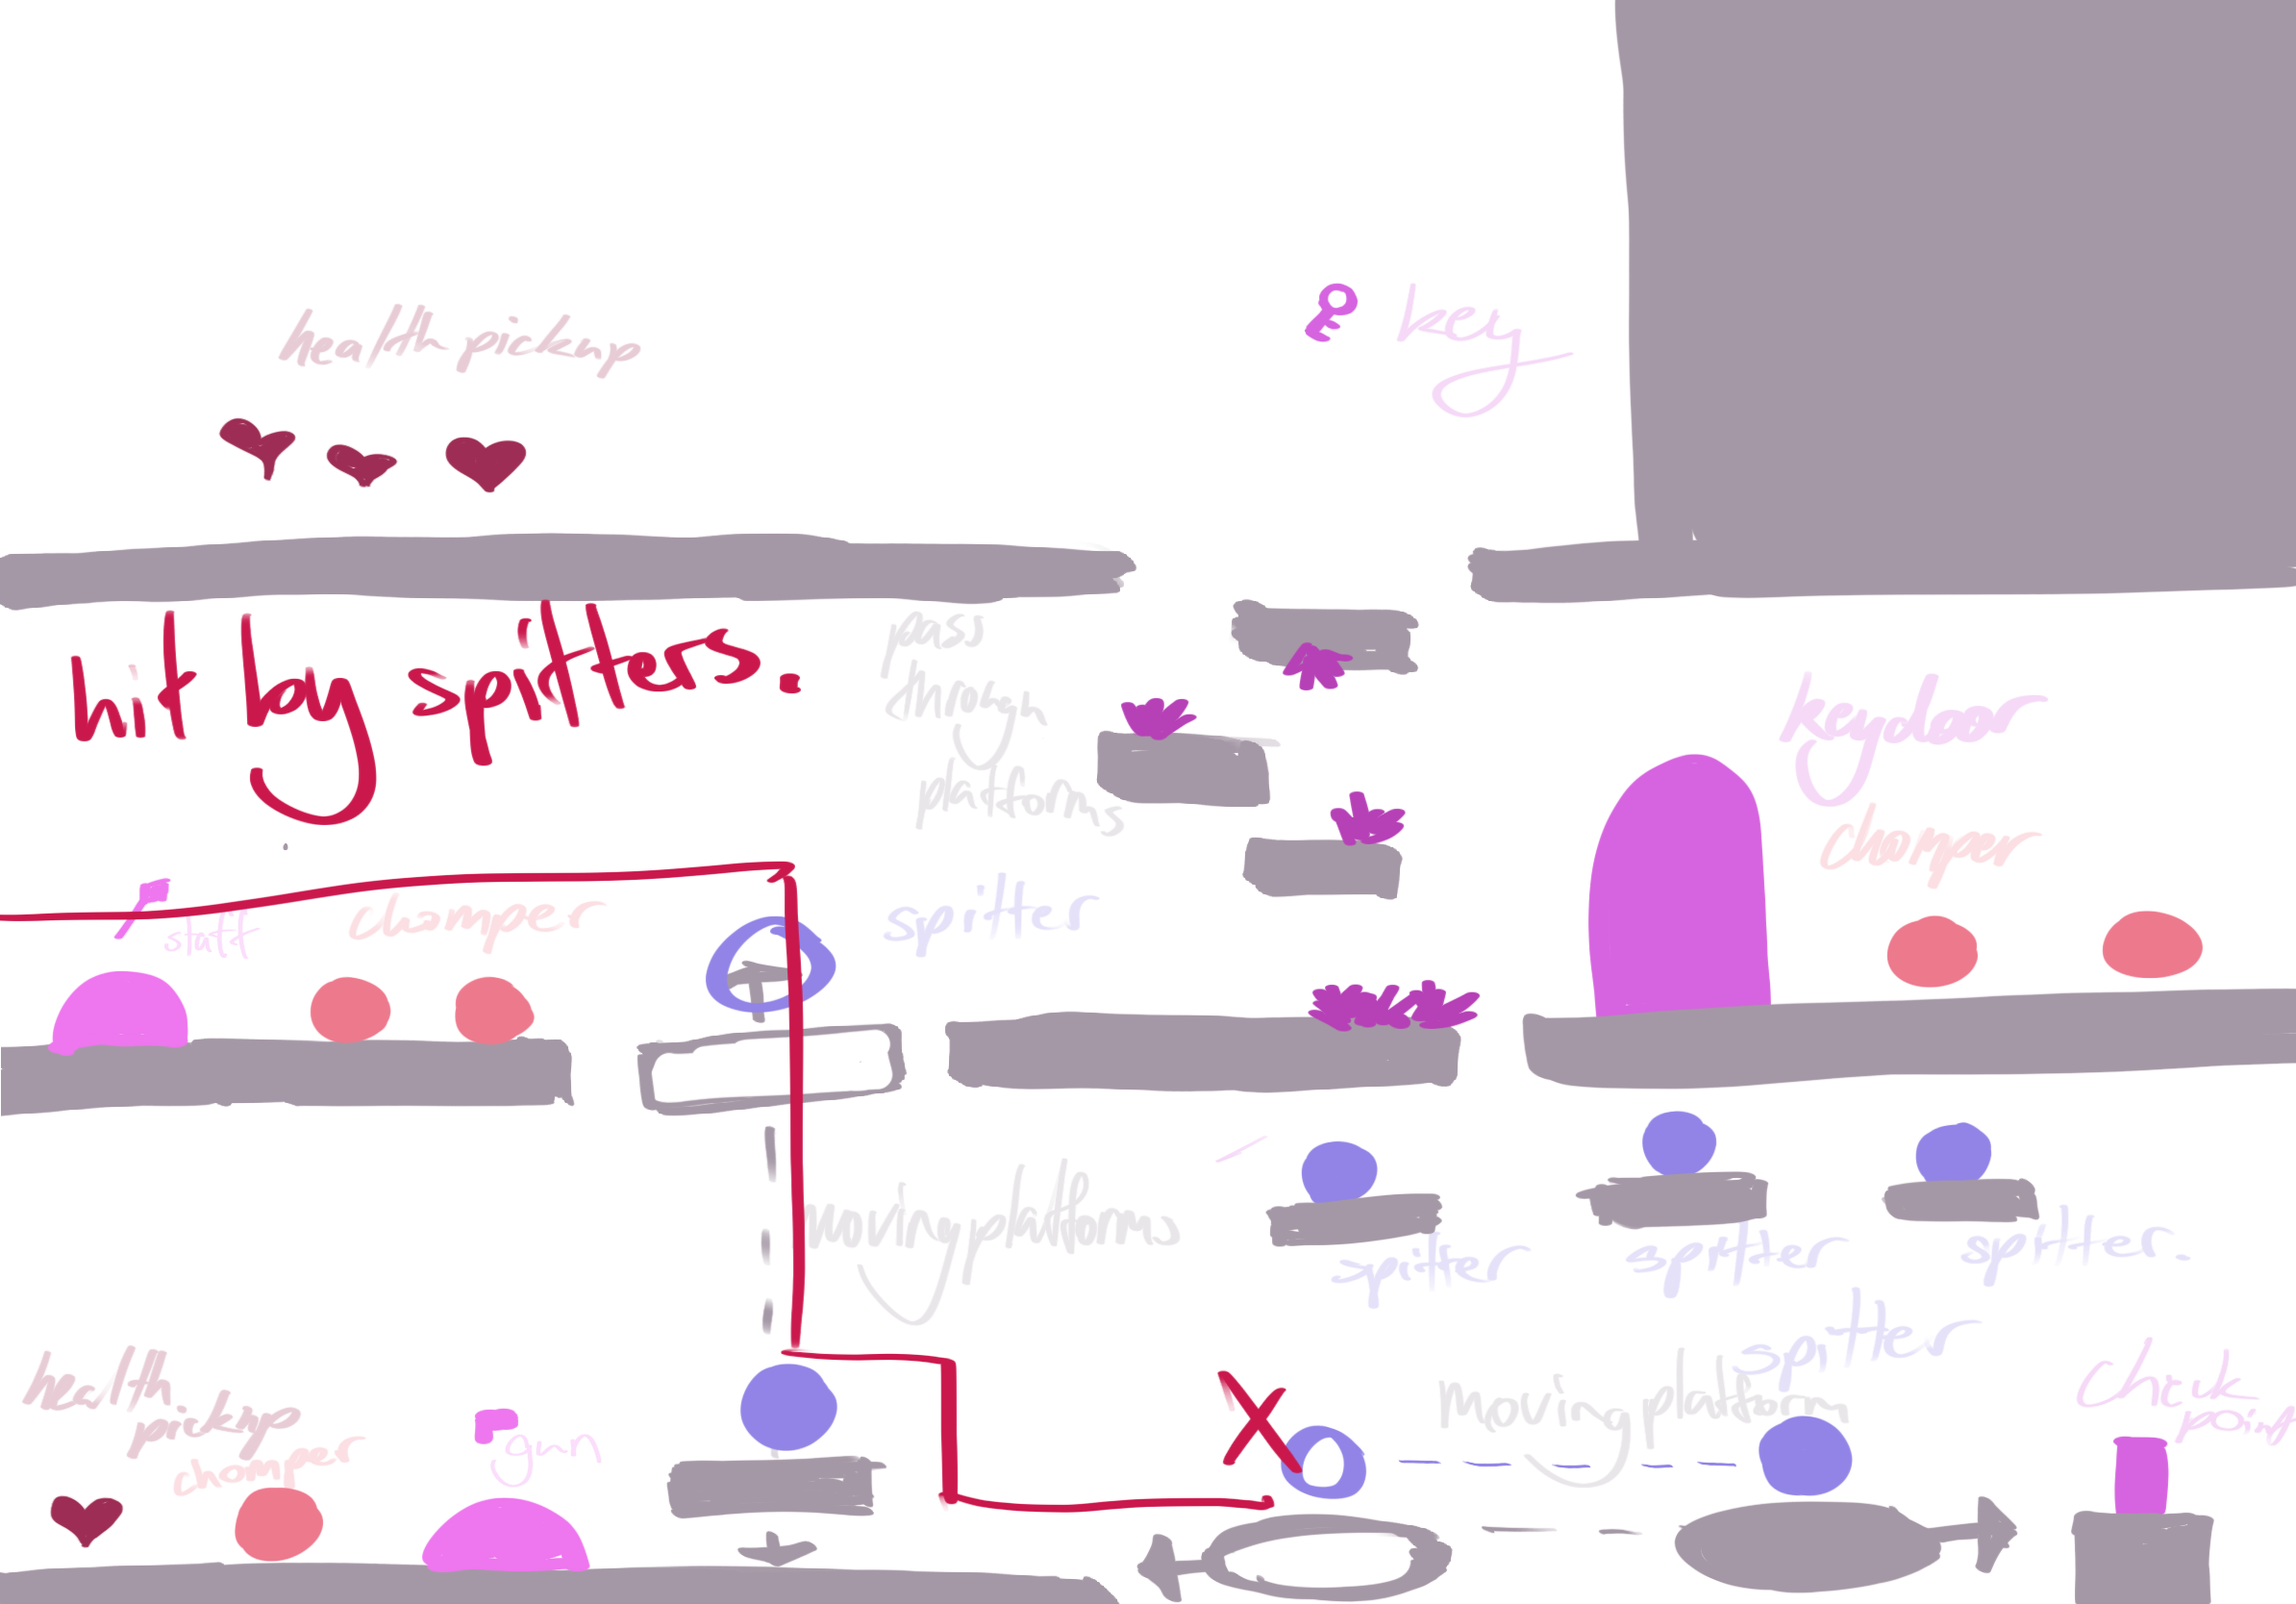 health pickup
key
hit by spitters..
pass
through
platforms
keydoor
chomper
staff
chomper
spitter
moving platforms
spitter
spitter
spitter.
spitter
health
pickup
chomper
gun
moving platform
Check
point